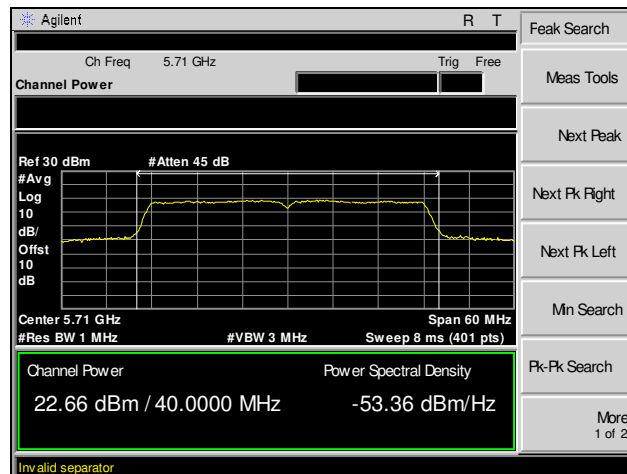 Agilent R T
Ch Freq 5.71 GHz Trig Free
Channel Power
Ref 30 dBm #Atten 45 dB
#Avg
Log
10
dB/
Offst
10
dB
Center 5.71 GHz Span 60 MHz
#Res BW 1 MHz #VBW 3 MHz Sweep 8 ms (401 pts)
Channel Power Power Spectral Density
22.66 dBm / 40.0000 MHz -53.36 dBm/Hz
Invalid separator
Peak Search
Meas Tools
Next Peak
Next Pk Right
Next Pk Left
Min Search
Pk-Pk Search
More
1 of 2